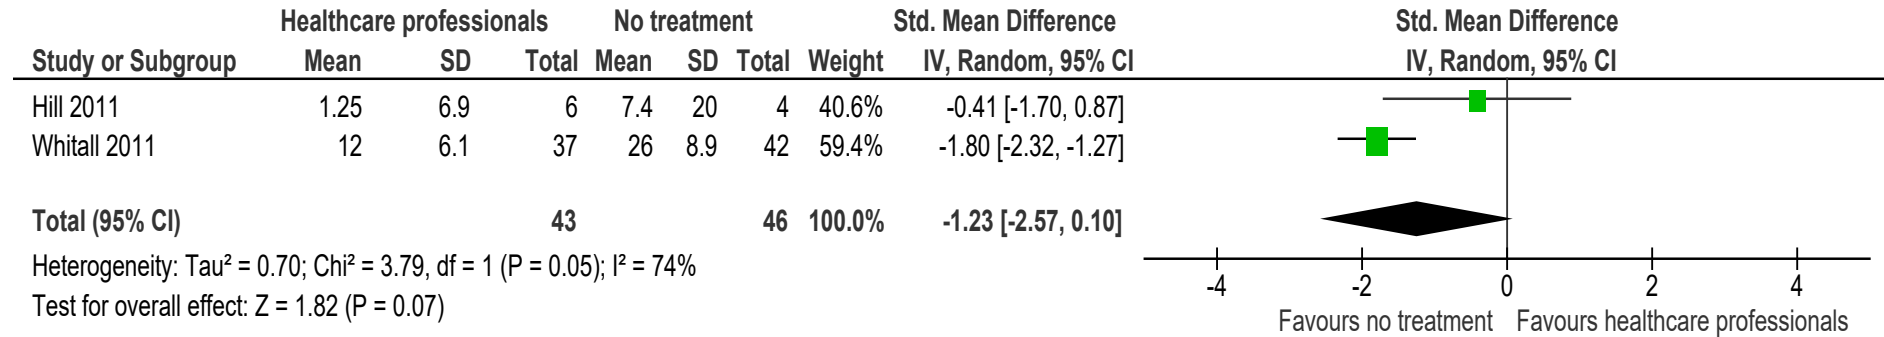 Healthcare professionals No treatment Std. Mean Difference Std. Mean Difference
Study or Subgroup Mean SD Total Mean SD Total Weight IV, Random, 95% CI IV, Random, 95% CI
Hill 2011 1.25 6.9 6 7.4 20 4 40.6% -0.41 [-1.70, 0.87]
Whitall 2011 12 6.1 37 26 8.9 42 59.4% -1.80 [-2.32, -1.27]
Total (95% CI) 43 46 100.0% -1.23 [-2.57, 0.10]
Heterogeneity: Tau² = 0.70; Chi² = 3.79, df = 1 (P = 0.05); I² = 74%
Test for overall effect: Z = 1.82 (P = 0.07)
-4 -2 0 2 4
Favours no treatment Favours healthcare professionals